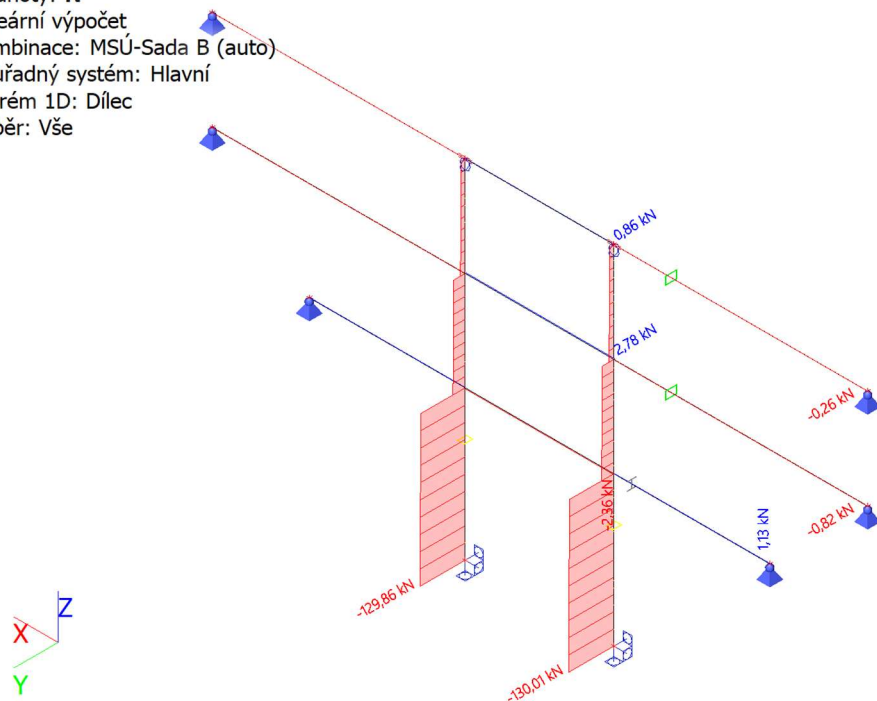 eární výpočet
mbinace: MSÚ-Sada B (auto)
uřadný systém: Hlavní
rém 1D: Dílec
běr: Vše
0,86 kN
2,78 kN
-0,26 kN
-2,36 kN
1,13 kN
-0,82 kN
-129,86 kN
-130,01 kN
Z
X
Y